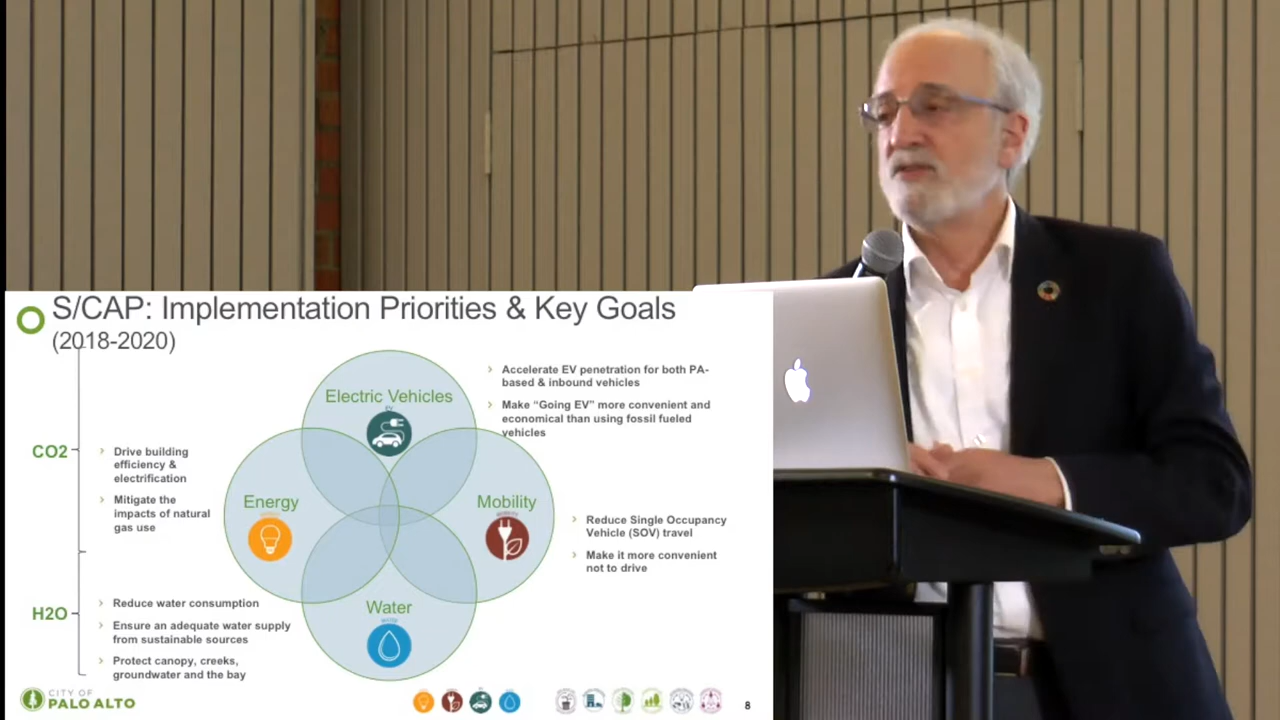 S/CAP: Implementation Priorities & Key Goals
(2018-2020)
Electric Vehicles
EV
› Accelerate EV penetration for both PA-
based & inbound vehicles
› Make “Going EV” more convenient and
economical than using fossil fueled
vehicles
CO2
› Drive building
efficiency &
electrification
› Mitigate the
impacts of natural
gas use
Energy
Mobility
MOBILITY
› Reduce Single Occupancy
Vehicle (SOV) travel
› Make it more convenient
not to drive
H2O
› Reduce water consumption
› Ensure an adequate water supply
from sustainable sources
› Protect canopy, creeks,
groundwater and the bay
Water
WATER
CITY OF
PALO ALTO
8